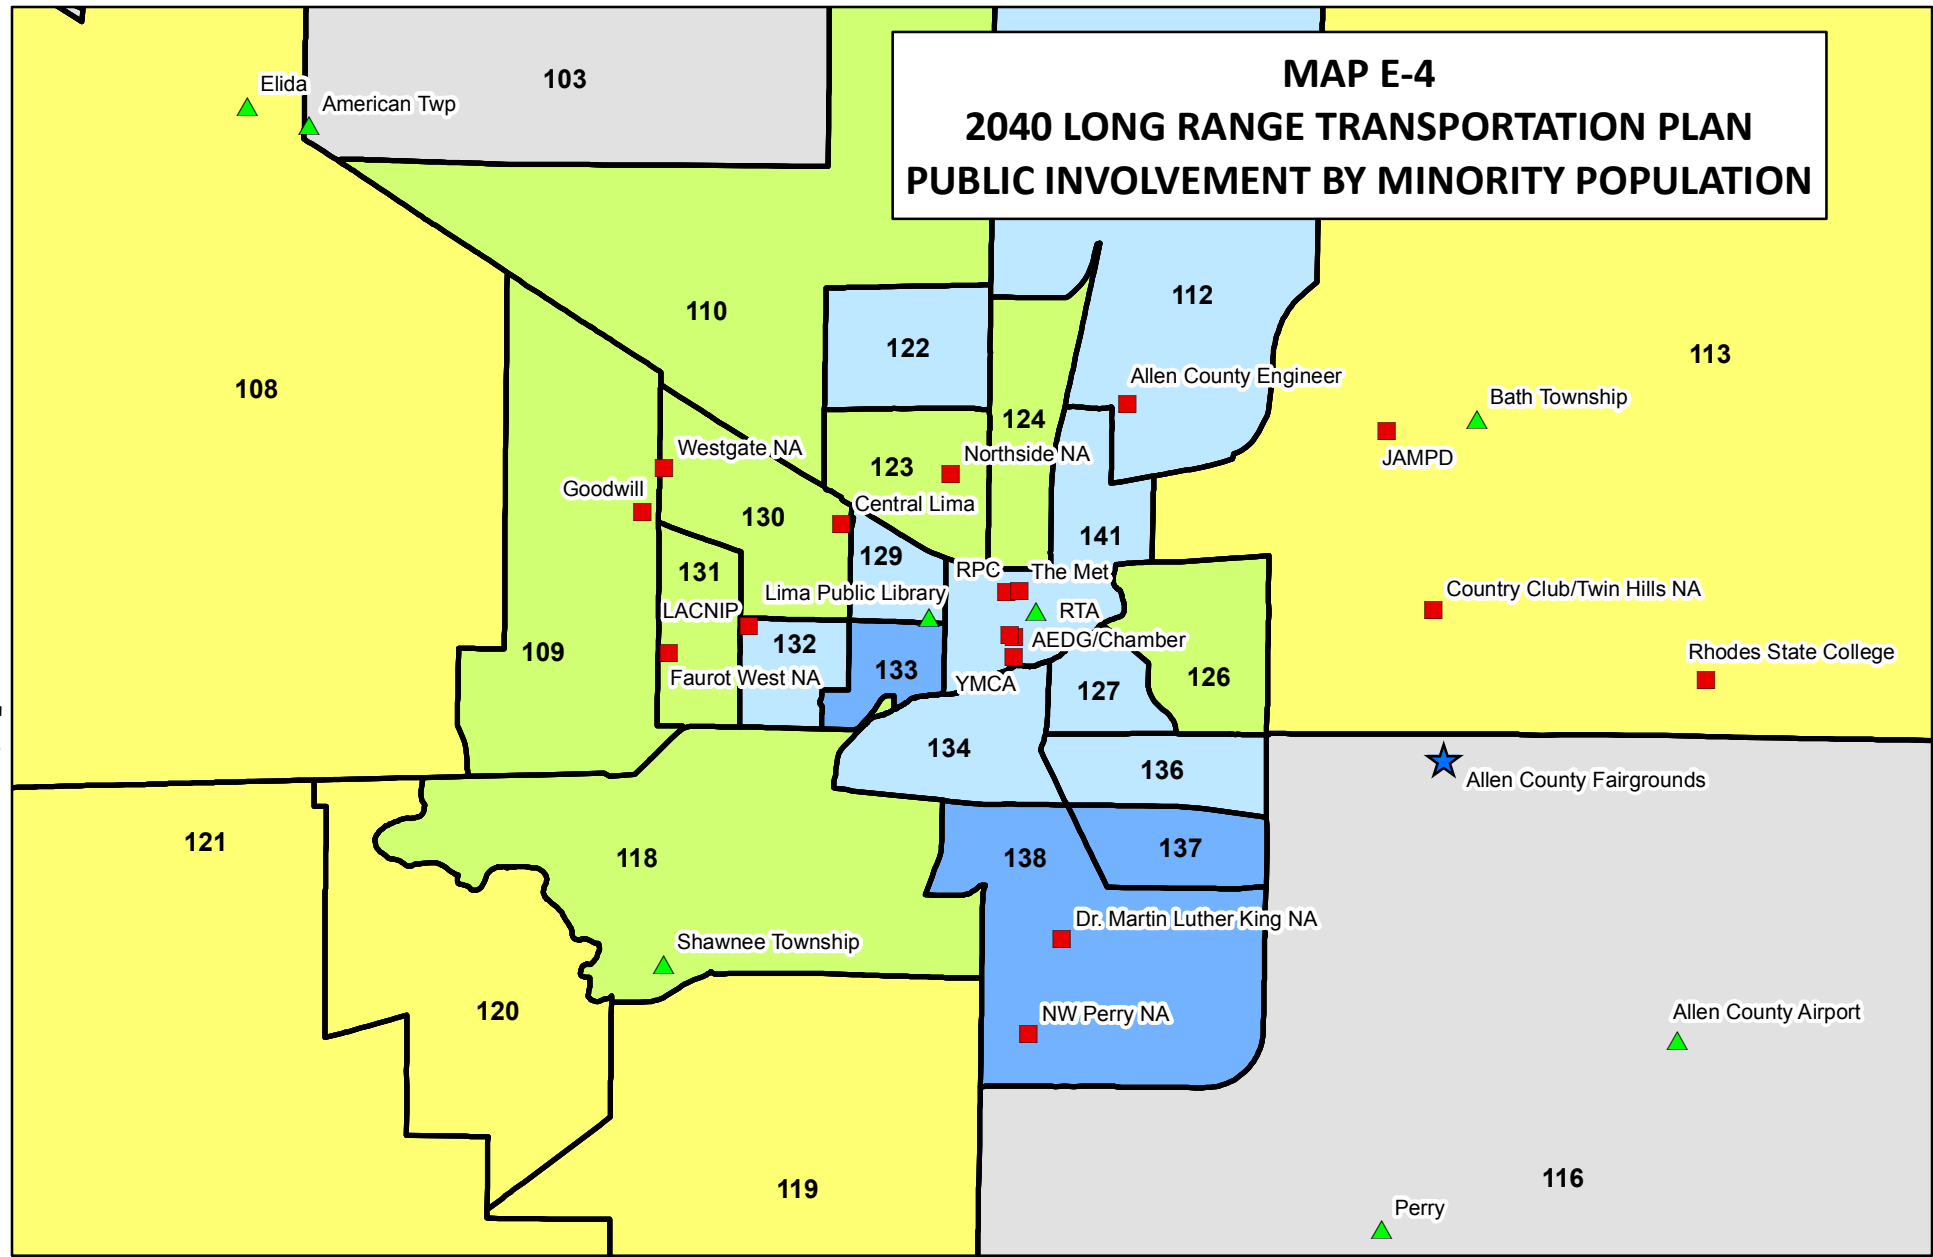 MAP E-4
2040 LONG RANGE TRANSPORTATION PLAN
PUBLIC INVOLVEMENT BY MINORITY POPULATION
103
Elida
American Twp
110
112
122
113
108
Allen County Engineer
Bath Township
124
Westgate NA
123
Northside NA
JAMPD
Goodwill
Central Lima
130
141
129
131
RPC
The Met
Lima Public Library
Country Club/Twin Hills NA
LACNIP
RTA
132
AEDG/Chamber
109
Rhodes State College
133
Faurot West NA
126
YMCA
127
134
136
Allen County Fairgrounds
121
118
138
137
Dr. Martin Luther King NA
Shawnee Township
120
NW Perry NA
Allen County Airport
116
119
Perry